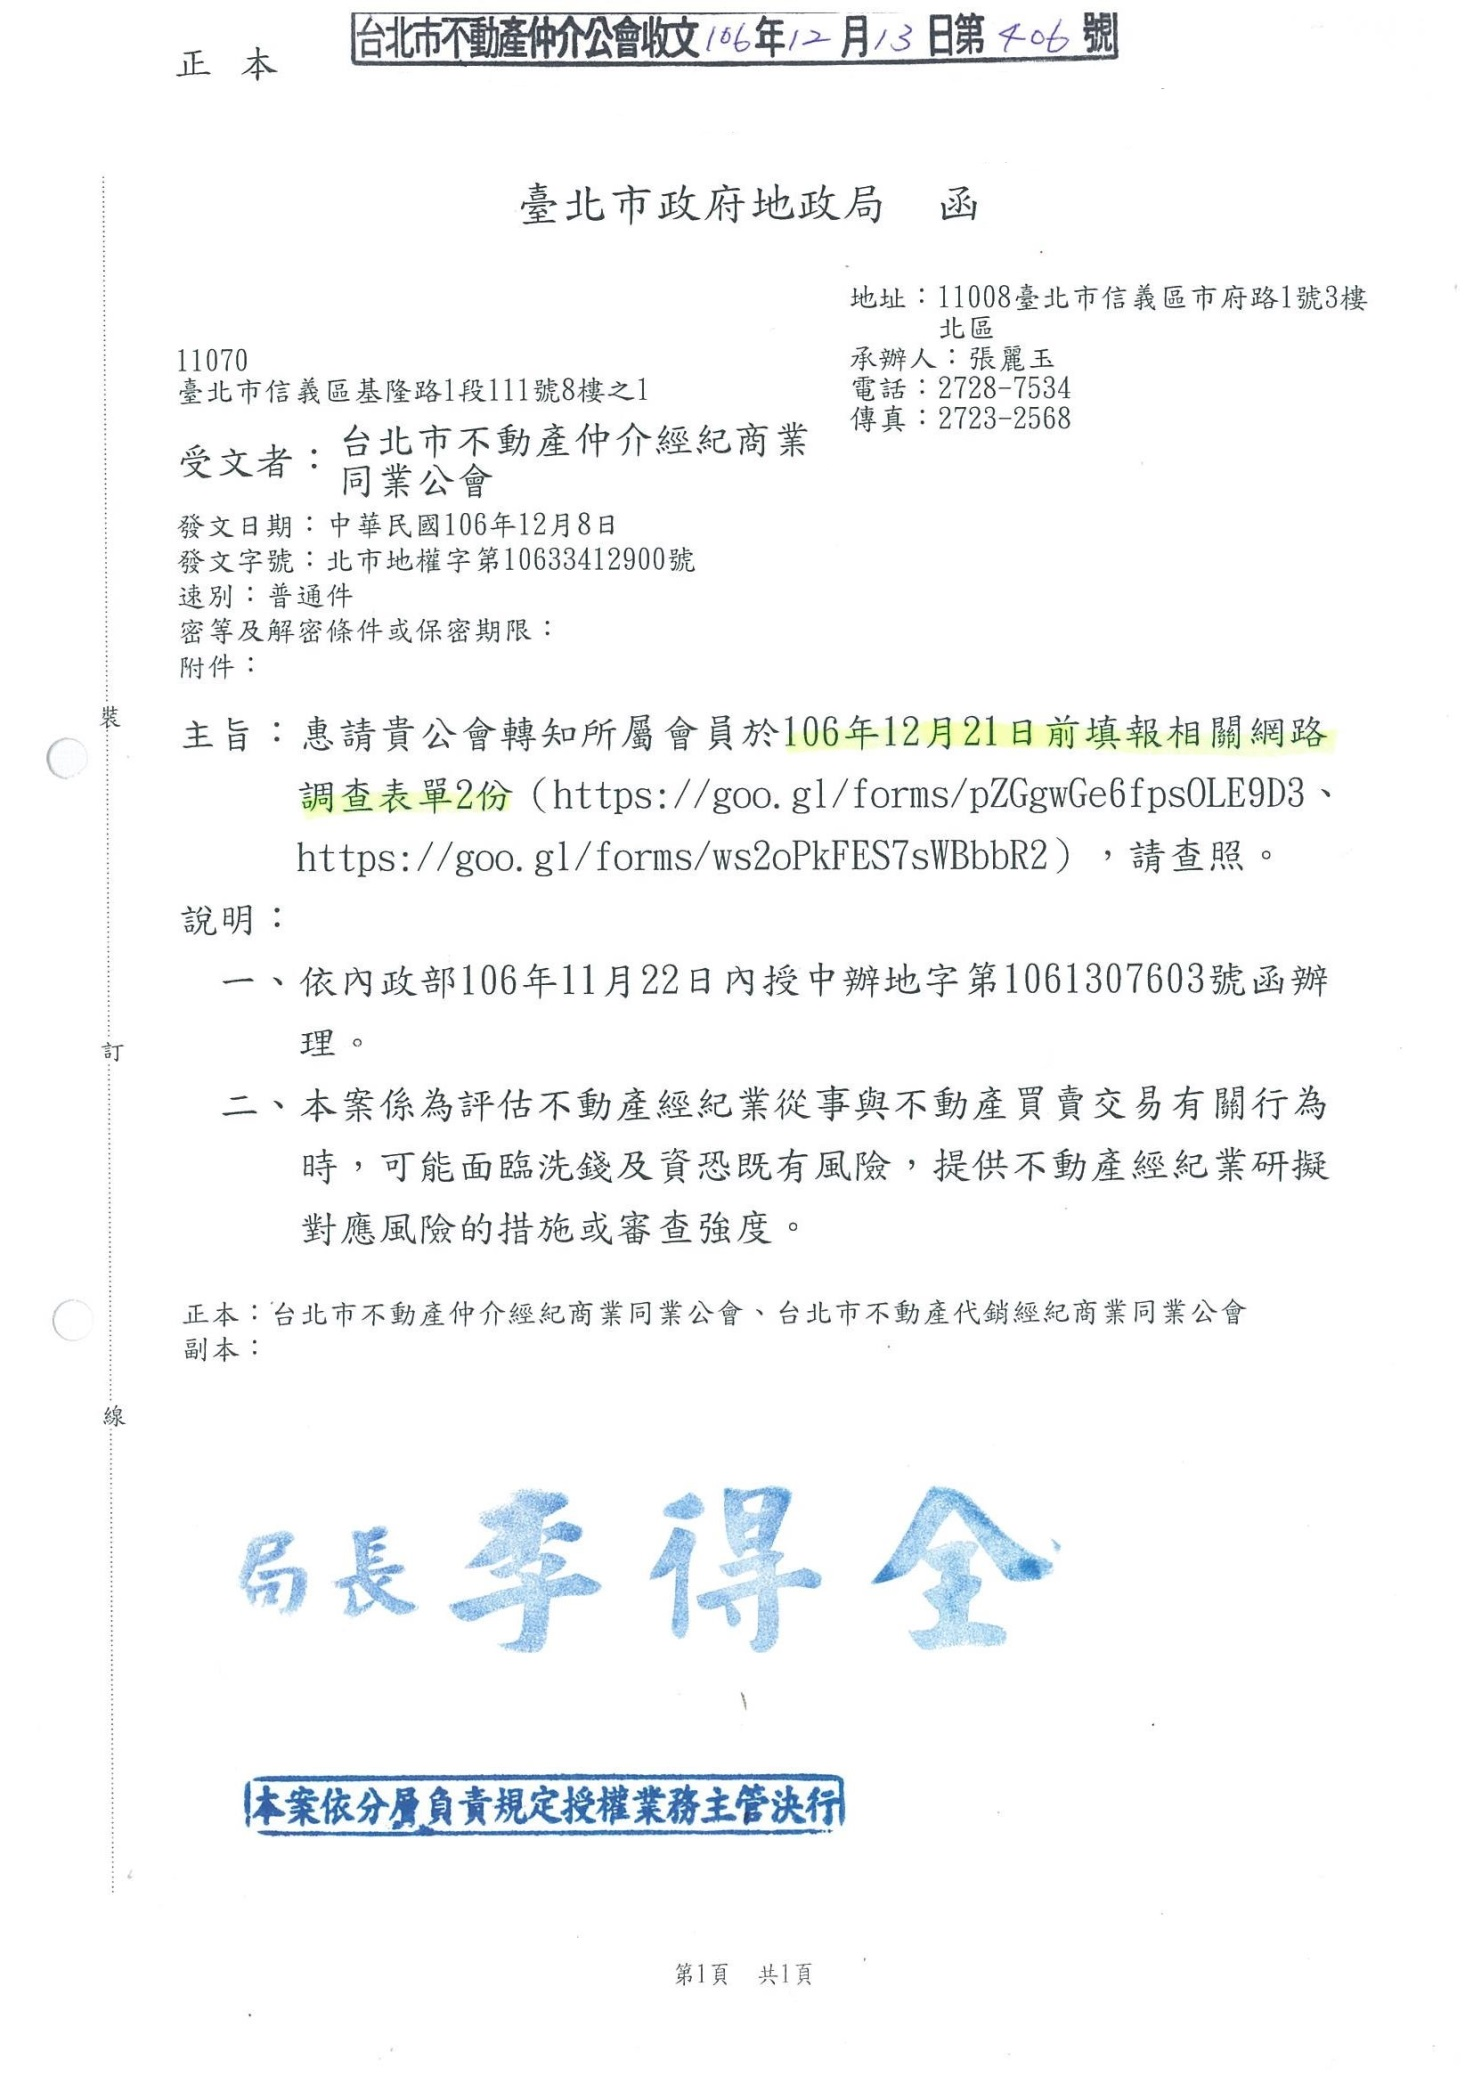 台北市不動產仲介公會收文106年12月13日第406號
正本
臺北市政府地政局 函
地址：11008臺北市信義區市府路1號3樓
北區
承辦人：張麗玉
電話：2728-7534
傳真：2723-2568
11070
臺北市信義區基隆路1段111號8樓之1
受文者：台北市不動產仲介經紀商業
同業公會
發文日期：中華民國106年12月8日
發文字號：北市地權字第10633412900號
速別：普通件
密等及解密條件或保密期限：
附件：
主旨：惠請貴公會轉知所屬會員於106年12月21日前填報相關網路
調查表單2份（https://goo.gl/forms/pZGgwGe6fpsOLE9D3、
https://goo.gl/forms/ws2oPkFES7sWBbbR2），請查照。
說明：
一、依內政部106年11月22日內授中辦地字第1061307603號函辦
理。
二、本案係為評估不動產經紀業從事與不動產買賣交易有關行為
時，可能面臨洗錢及資恐既有風險，提供不動產經紀業研擬
對應風險的措施或審查強度。
正本：台北市不動產仲介經紀商業同業公會、台北市不動產代銷經紀商業同業公會
副本：
裝
訂
線
局長 李得全
本案依分層負責規定授權業務主管決行
第1頁 共1頁